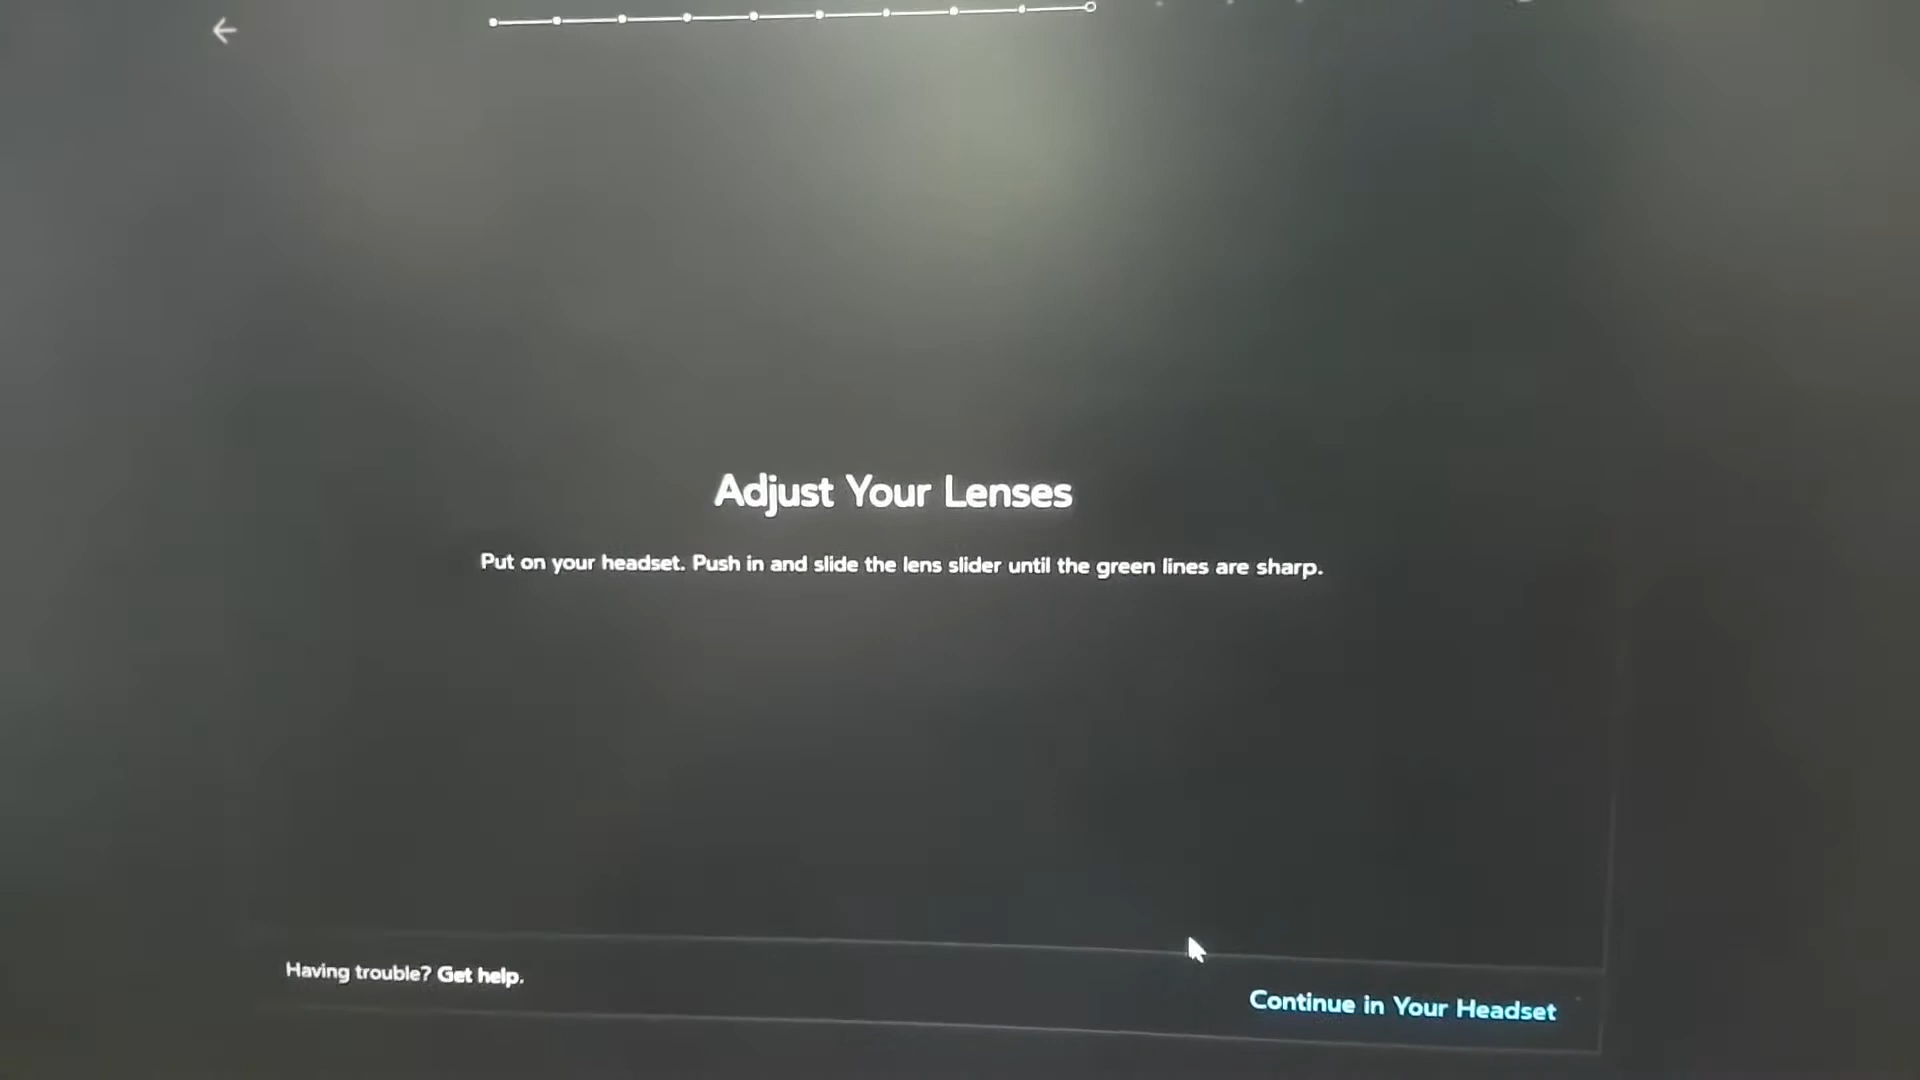 Adjust Your Lenses
Put on your headset. Push in and slide the lens slider until the green lines are sharp.
Having trouble? Get help.
Continue in Your Headset